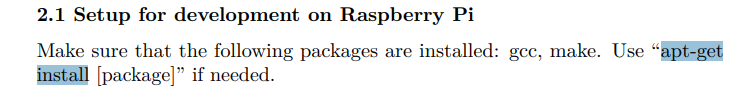 2.1 Setup for development on Raspberry Pi
Make sure that the following packages are installed: gcc, make. Use “apt-get
install [package]” if needed.